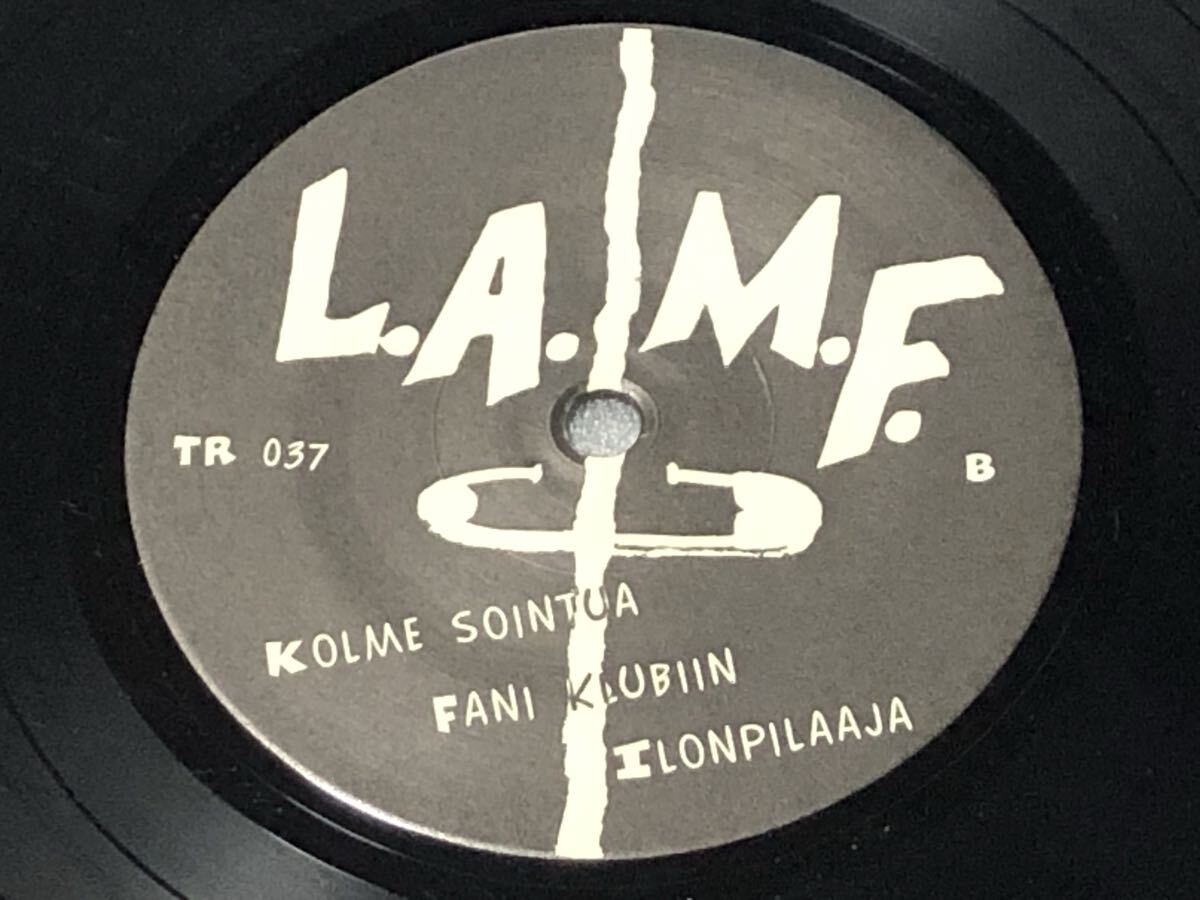 L.A.M.F.
TR 037
B
KOLME SOINTUA
FANI KLUBIIN
ILONPILAAJA